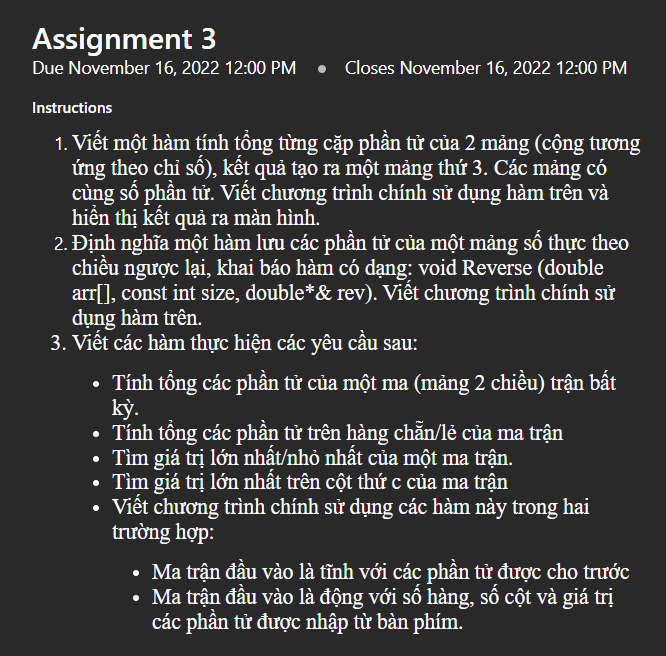 Assignment 3
Due November 16, 2022 12:00 PM • Closes November 16, 2022 12:00 PM
Instructions
1. Viết một hàm tính tổng từng cặp phần tử của 2 mảng (cộng tương
ứng theo chỉ số), kết quả tạo ra một mảng thứ 3. Các mảng có
cùng số phần tử. Viết chương trình chính sử dụng hàm trên và
hiển thị kết quả ra màn hình.
2. Định nghĩa một hàm lưu các phần tử của một mảng số thực theo
chiều ngược lại, khai báo hàm có dạng: void Reverse (double
arr[], const int size, double*& rev). Viết chương trình chính sử
dụng hàm trên.
3. Viết các hàm thực hiện các yêu cầu sau:
• Tính tổng các phần tử của một ma (mảng 2 chiều) trận bất
kỳ.
• Tính tổng các phần tử trên hàng chẵn/lẻ của ma trận
• Tìm giá trị lớn nhất/nhỏ nhất của một ma trận.
• Tìm giá trị lớn nhất trên cột thứ c của ma trận
• Viết chương trình chính sử dụng các hàm này trong hai
trường hợp:
• Ma trận đầu vào là tĩnh với các phần tử được cho trước
• Ma trận đầu vào là động với số hàng, số cột và giá trị
các phần tử được nhập từ bàn phím.